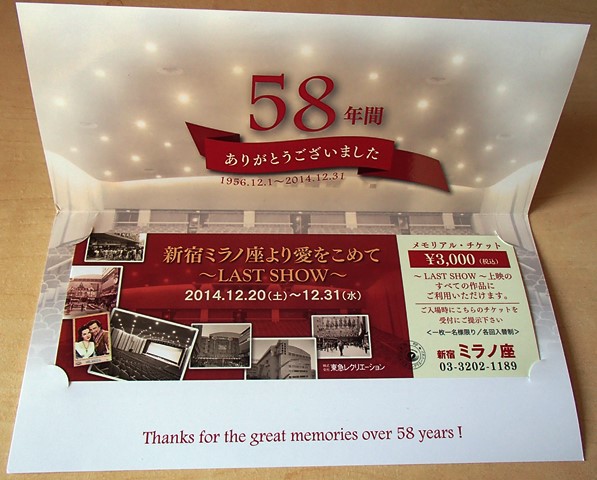 58年間
ありがとうございました
1956.12.1～2014.12.31
新宿ミラノ座より愛をこめて
～LAST SHOW～
2014.12.20(土)～12.31(水)
株式会社 東急レクリエーション
メモリアル・チケット
¥3,000(税込)
～LAST SHOW～上映の
すべての作品に
ご利用いただけます。
ご入場時にこちらのチケットを
受付にご提示下さい
<一枚一名様限り/各回入替制>
新宿 ミラノ座
03-3202-1189
Thanks for the great memories over 58 years !